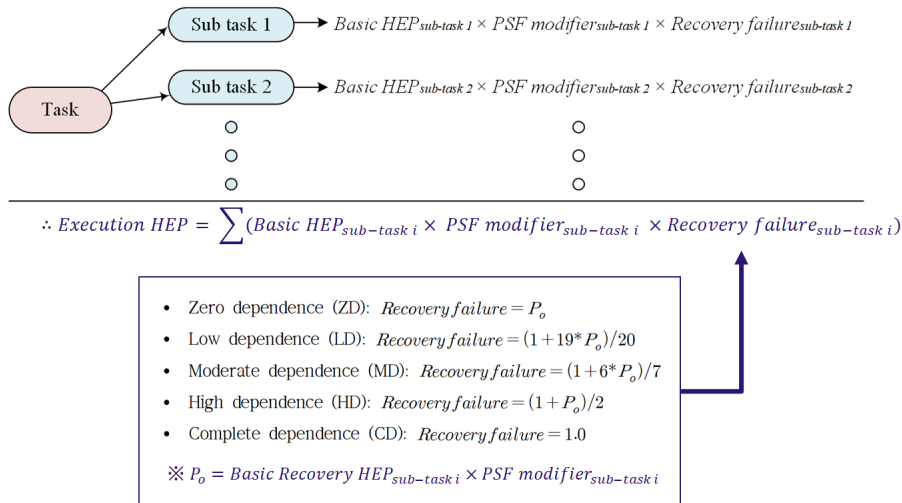 Sub task 1
Basic HEPsub-task 1 × PSF modifiersub-task 1 × Recovery failuresub-task 1
Sub task 2
Basic HEPsub-task 2 × PSF modifiersub-task 2 × Recovery failuresub-task 2
Task
∴ Execution HEP = ∑(Basic HEPsub−task i × PSF modifiersub−task i × Recovery failuresub−task i)
• Zero dependence (ZD): Recovery failure = Po
• Low dependence (LD): Recovery failure = (1+19*Po)/20
• Moderate dependence (MD): Recovery failure = (1+6*Po)/7
• High dependence (HD): Recovery failure = (1+Po)/2
• Complete dependence (CD): Recovery failure = 1.0
※ Po = Basic Recovery HEPsub−task i × PSF modifiersub−task i